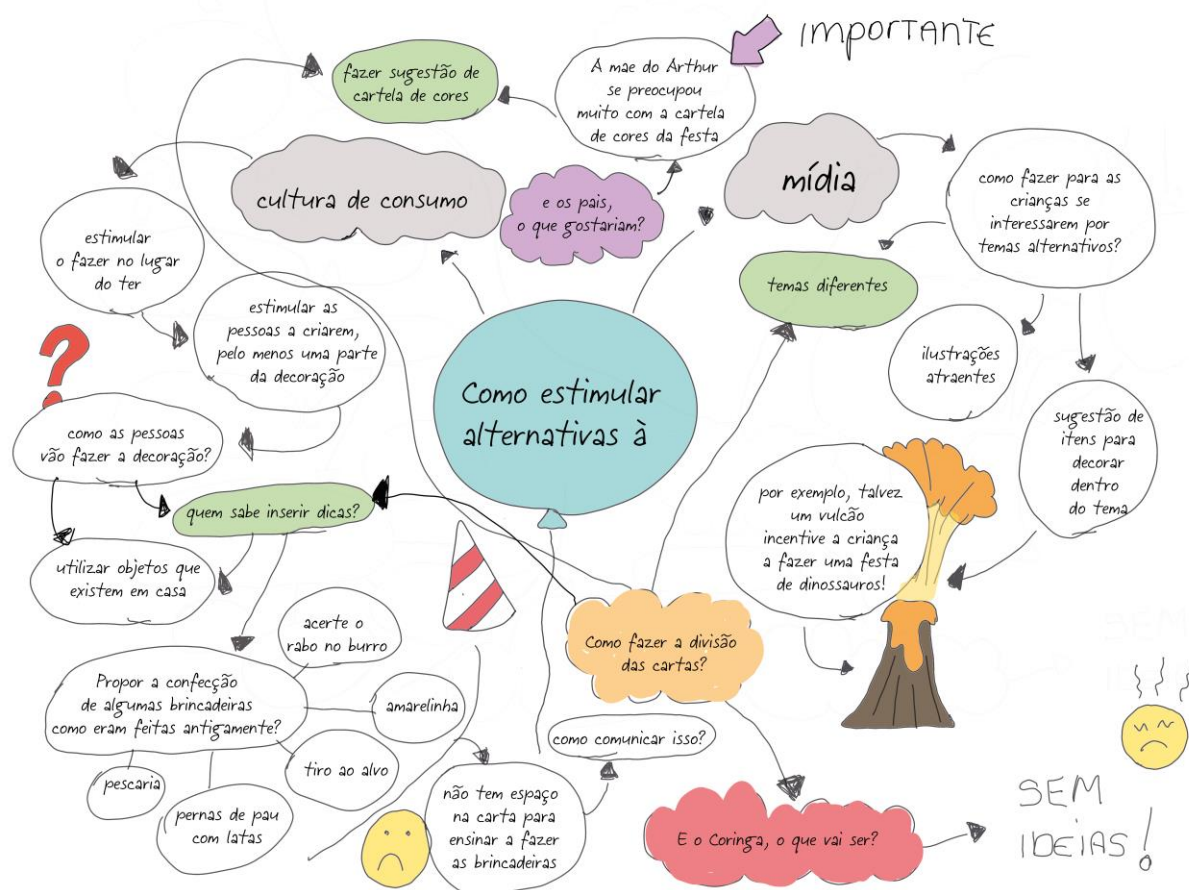 IMPORTANTE
fazer sugestão de
cartela de cores
A mae do Arthur
se preocupou
muito com a cartela
de cores da festa
cultura de consumo
e os pais,
o que gostariam?
mídia
como fazer para as
crianças se
interessarem por
temas alternativos?
estimular
o fazer no lugar
do ter
estimular as
pessoas a criarem,
pelo menos uma parte
da decoração
temas diferentes
ilustrações
atraentes
Como estimular
alternativas à
?
como as pessoas
vão fazer a decoração?
sugestão de
itens para
decorar
dentro
do tema
quem sabe inserir dicas?
por exemplo, talvez
um vulcão
incentive a criança
a fazer uma festa
de dinossauros!
utilizar objetos que
existem em casa
acerte o
rabo no burro
Como fazer a divisão
das cartas?
Propor a confecção
de algumas brincadeiras
como eram feitas antigamente?
amarelinha
como comunicar isso?
tiro ao alvo
pescaria
pernas de pau
com latas
não tem espaço
na carta para
ensinar a fazer
as brincadeiras
E o Coringa, o que vai ser?
SEM
IDEIAS!